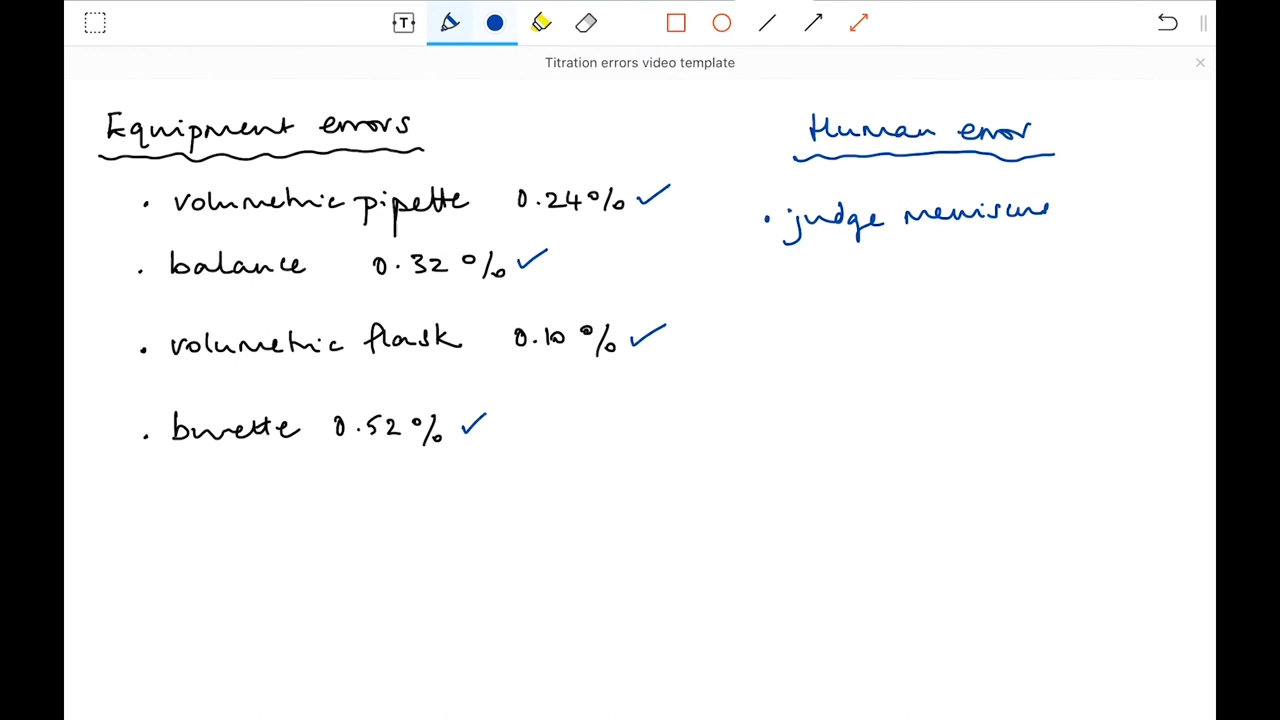 T
Titration errors video template
Equipment errors
Human error
• volumetric pipette 0.24% ✓
• judge meniscus
• balance 0.32% ✓
• volumetric flask 0.10% ✓
• burette 0.52% ✓